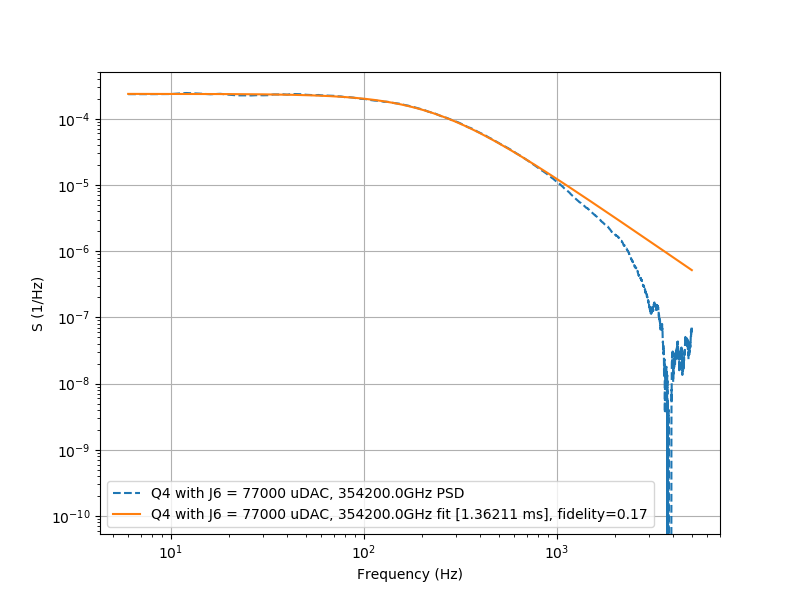 10⁻⁴
10⁻⁵
10⁻⁶
10⁻⁷
10⁻⁸
10⁻⁹
10⁻¹⁰
S (1/Hz)
Q4 with J6 = 77000 uDAC, 354200.0GHz PSD
Q4 with J6 = 77000 uDAC, 354200.0GHz fit [1.36211 ms], fidelity=0.17
10¹ 10² 10³
Frequency (Hz)